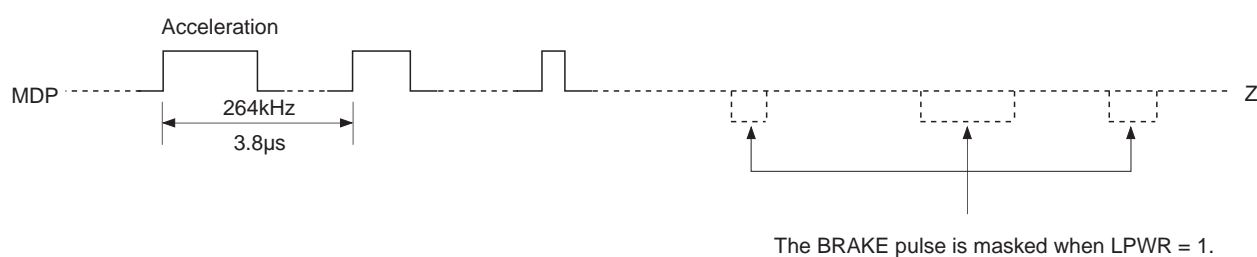 Acceleration
MDP
Z
264kHz
3.8µs
The BRAKE pulse is masked when LPWR = 1.